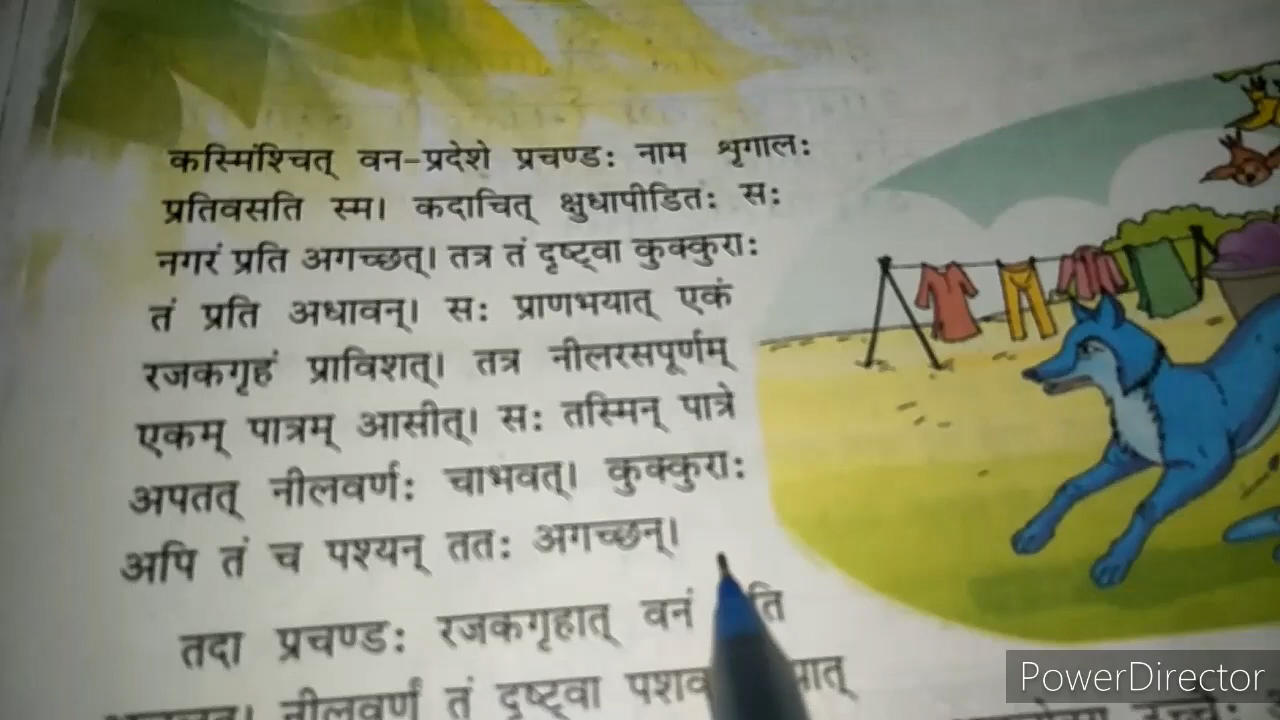 कस्मिंश्चित् वन-प्रदेशे प्रचण्डः नाम शृगालः
प्रतिवसति स्म। कदाचित् क्षुधापीडितः सः
नगरं प्रति अगच्छत्। तत्र तं दृष्ट्वा कुक्कुराः
तं प्रति अधावन्। सः प्राणभयात् एकं
रजकगृहं प्राविशत्। तत्र नीलरसपूर्णम्
एकम् पात्रम् आसीत्। सः तस्मिन् पात्रे
अपतत् नीलवर्णः चाभवत्। कुक्कुराः
अपि तं च पश्यन् ततः अगच्छन्।
तदा प्रचण्डः रजकगृहात् वनं
नीलवर्णं तं दृष्ट्वा
PowerDirector